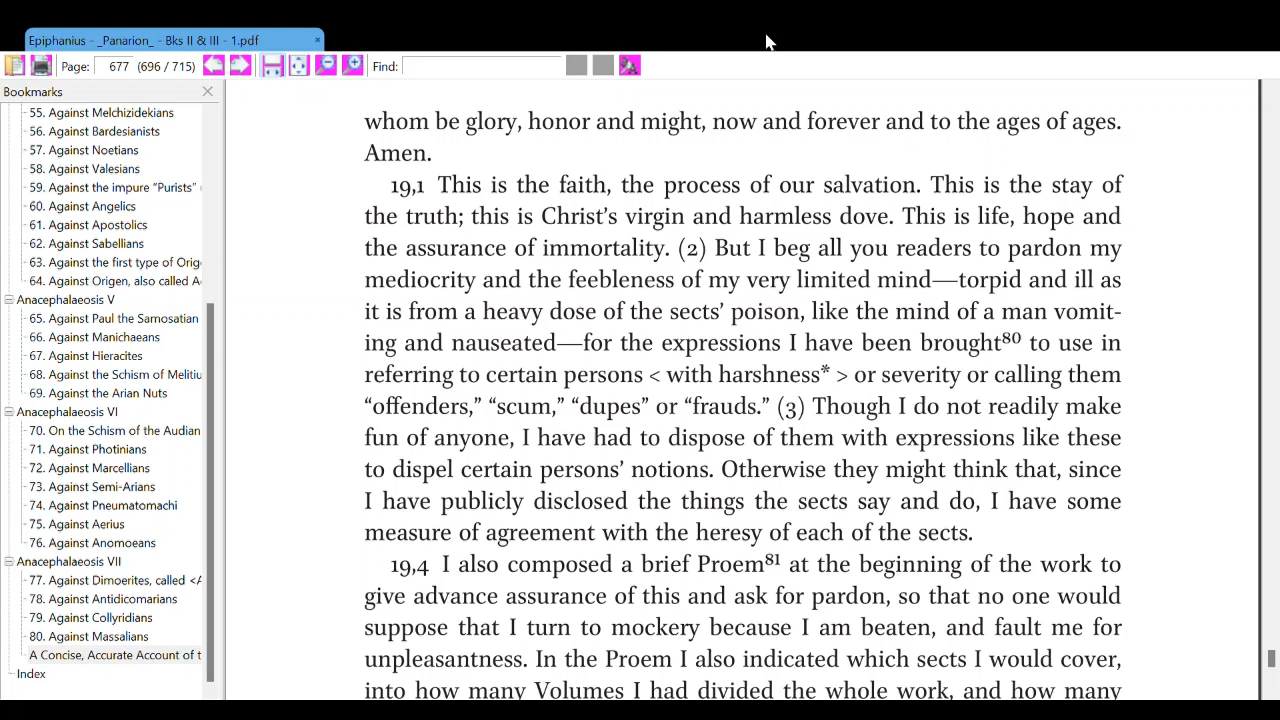 Epiphanius - _Panarion_ - Bks II & III - 1.pdf ×
Page: 677 (696 / 715) Find:
Bookmarks
55. Against Melchizidekians
56. Against Bardesianists
57. Against Noetians
58. Against Valesians
59. Against the impure “Purists”
60. Against Angelics
61. Against Apostolics
62. Against Sabellians
63. Against the first type of Orig
64. Against Origen, also called A
Anacephalaeosis V
65. Against Paul the Samosatian
66. Against Manichaeans
67. Against Hieracites
68. Against the Schism of Melitiu
69. Against the Arian Nuts
Anacephalaeosis VI
70. On the Schism of the Audian
71. Against Photinians
72. Against Marcellians
73. Against Semi-Arians
74. Against Pneumatomachi
75. Against Aerius
76. Against Anomoeans
Anacephalaeosis VII
77. Against Dimoerites, called <A
78. Against Antidicomarians
79. Against Collyridians
80. Against Massalians
A Concise, Accurate Account of t
Index
whom be glory, honor and might, now and forever and to the ages of ages.
Amen.
19,1 This is the faith, the process of our salvation. This is the stay of
the truth; this is Christ’s virgin and harmless dove. This is life, hope and
the assurance of immortality. (2) But I beg all you readers to pardon my
mediocrity and the feebleness of my very limited mind—torpid and ill as
it is from a heavy dose of the sects’ poison, like the mind of a man vomit-
ing and nauseated—for the expressions I have been brought⁸⁰ to use in
referring to certain persons < with harshness* > or severity or calling them
“offenders,” “scum,” “dupes” or “frauds.” (3) Though I do not readily make
fun of anyone, I have had to dispose of them with expressions like these
to dispel certain persons’ notions. Otherwise they might think that, since
I have publicly disclosed the things the sects say and do, I have some
measure of agreement with the heresy of each of the sects.
19,4 I also composed a brief Proem⁸¹ at the beginning of the work to
give advance assurance of this and ask for pardon, so that no one would
suppose that I turn to mockery because I am beaten, and fault me for
unpleasantness. In the Proem I also indicated which sects I would cover,
into how many Volumes I had divided the whole work, and how many